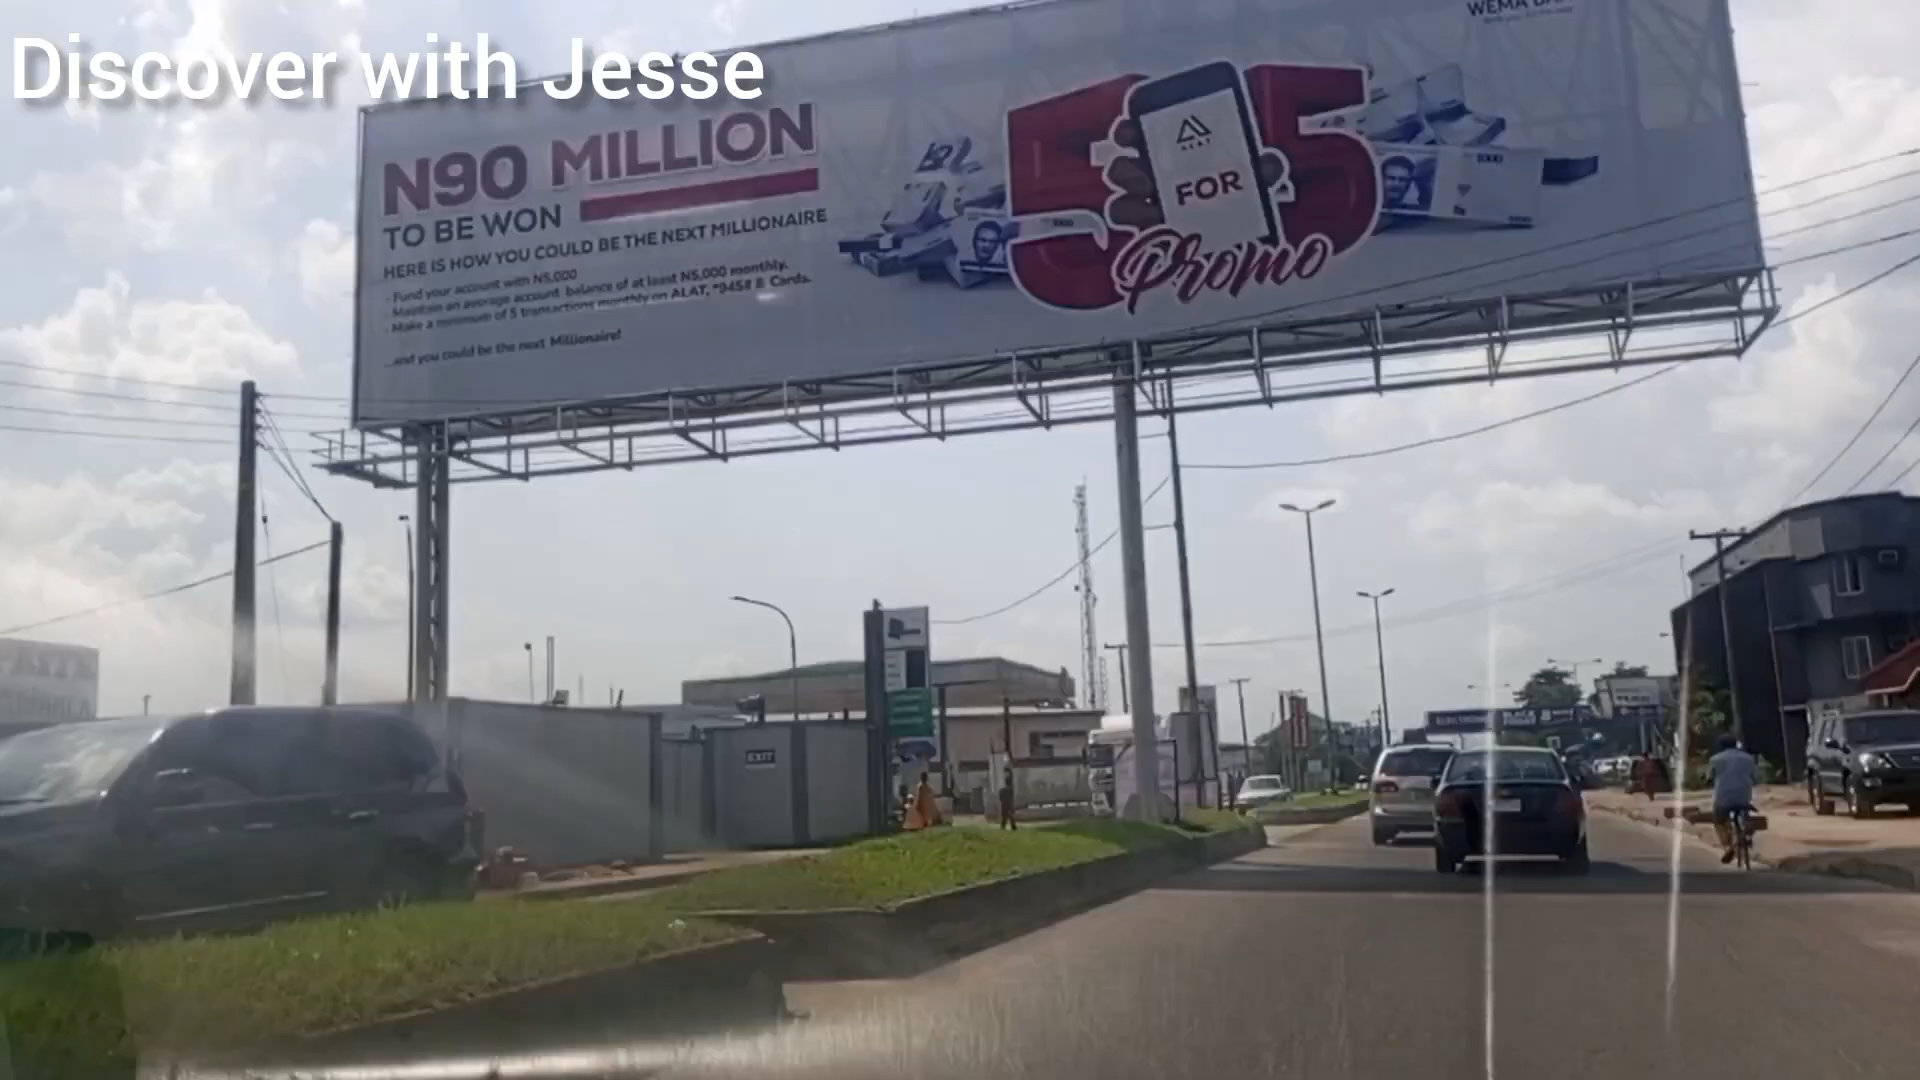 Discover with Jesse
WEMA BANK
N90 MILLION
TO BE WON
HERE IS HOW YOU COULD BE THE NEXT MILLIONAIRE
- Fund your account with N5,000
- Maintain an average account balance of at least N5,000 monthly.
- Make a minimum of 5 transactions monthly on ALAT, *945# & Cards.
...and you could be the next Millionaire!
5 FOR 5
ALAT
Promo
1000
1000
EXIT